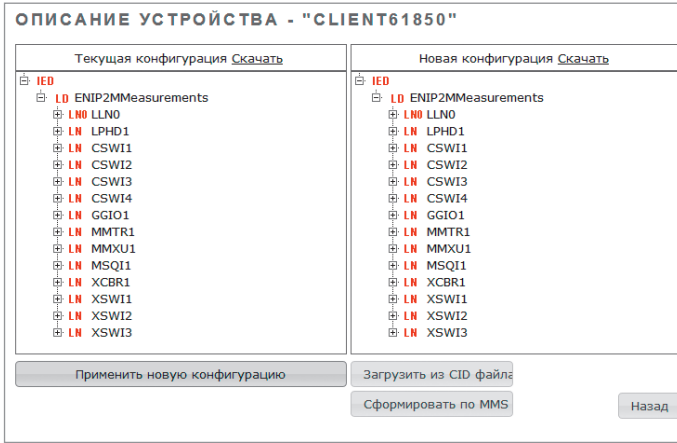 ОПИСАНИЕ УСТРОЙСТВА - "CLIENT61850"
Текущая конфигурация Скачать
IED
LD ENIP2MMeasurements
LN0 LLN0
LN LPHD1
LN CSWI1
LN CSWI2
LN CSWI3
LN CSWI4
LN GGIO1
LN MMTR1
LN MMXU1
LN MSQI1
LN XCBR1
LN XSWI1
LN XSWI2
LN XSWI3
Новая конфигурация Скачать
IED
LD ENIP2MMeasurements
LN0 LLN0
LN LPHD1
LN CSWI1
LN CSWI2
LN CSWI3
LN CSWI4
LN GGIO1
LN MMTR1
LN MMXU1
LN MSQI1
LN XCBR1
LN XSWI1
LN XSWI2
LN XSWI3
Применить новую конфигурацию
Загрузить из CID файла
Сформировать по MMS
Назад